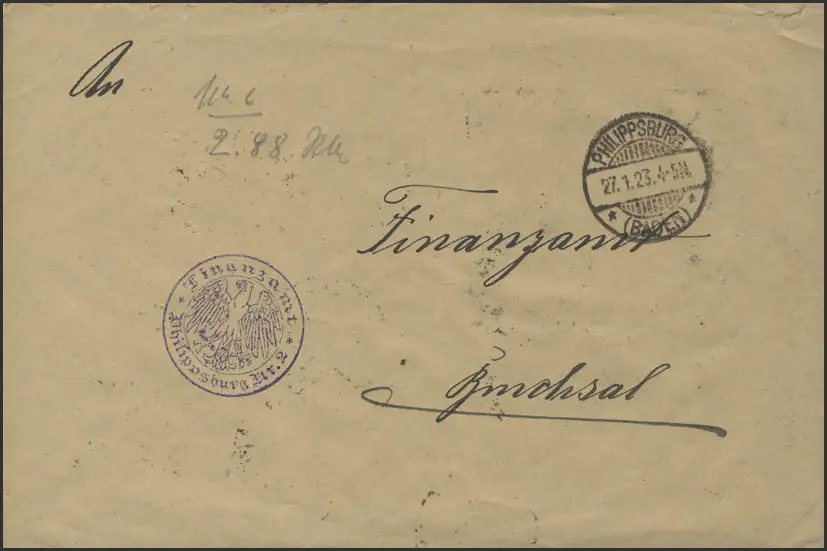 An
2.88
PHILIPPSBURG
27.1.23.4-5N.
(BADEN)
Finanzamt
Finanzamt
Philippsburg Nr. 2
Bruchsal